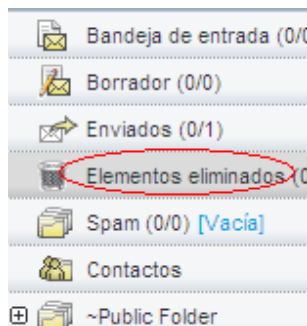 Bandeja de entrada (0/0
Borrador (0/0)
Enviados (0/1)
Elementos eliminados (0
Spam (0/0) [Vacía]
Contactos
~Public Folder